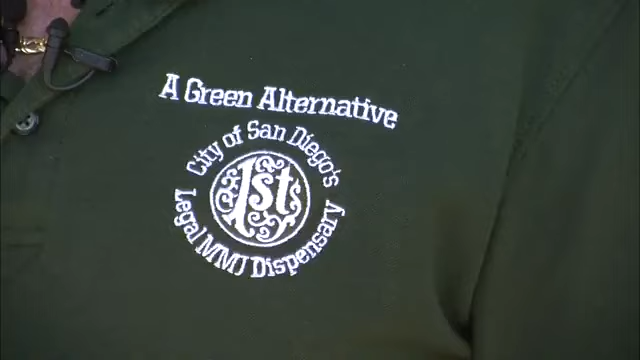 A Green Alternative
City of San Diego's
1st
Legal MMJ Dispensary